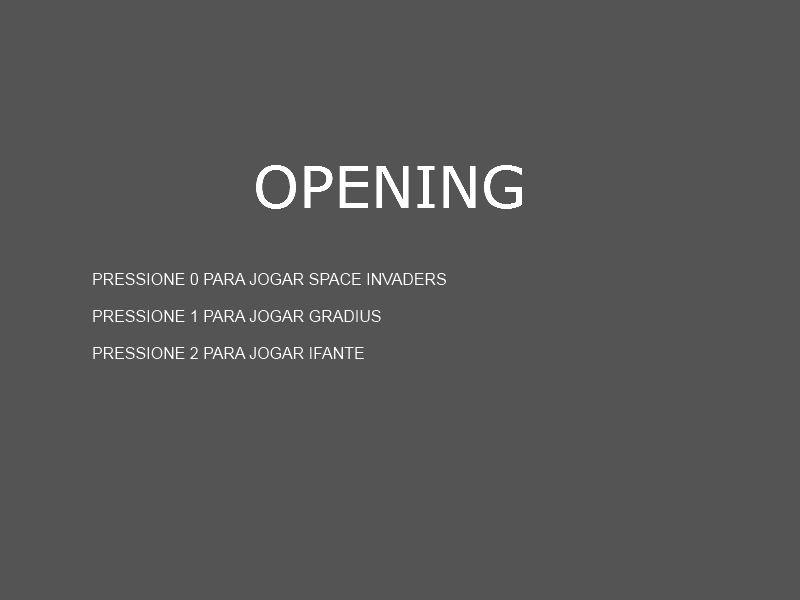 OPENING
PRESSIONE 0 PARA JOGAR SPACE INVADERS
PRESSIONE 1 PARA JOGAR GRADIUS
PRESSIONE 2 PARA JOGAR IFANTE